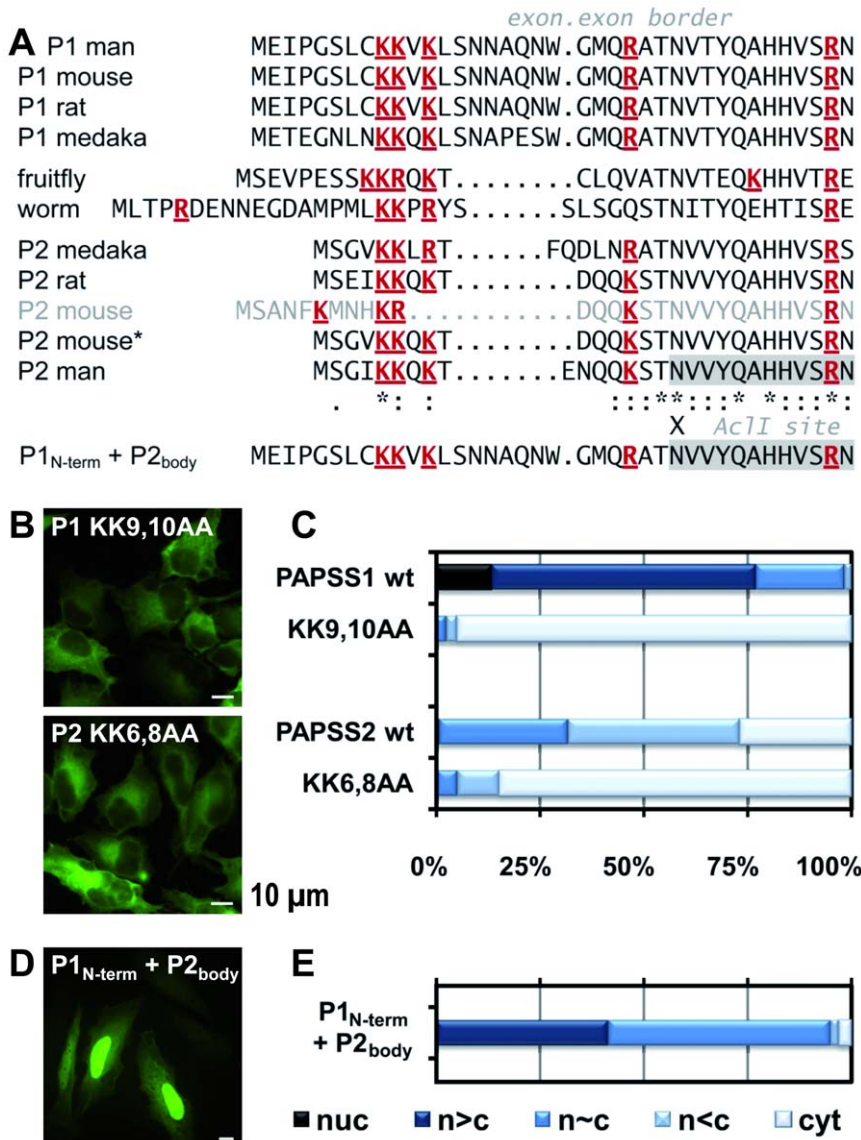 exon.exon border
A P1 man MEIPGSLCKKVKLSNNAQNW.GMQRATNVTYQAHHVSRN
P1 mouse MEIPGSLCKKVKLSNNAQNW.GMQRATNVTYQAHHVSRN
P1 rat MEIPGSLCKKVKLSNNAQNW.GMQRATNVTYQAHHVSRN
P1 medaka METEGNLNKKQKLSNAPESW.GMQRATNVTYQAHHVSRN
fruitfly MSEVPESSKKRQKT........CLQVATNVTEQKHHVTRE
worm MLTPRDENNEGDAMPMLKKPRYS.....SLSGQSTNITYQEHTISRE
P2 medaka MSGVKKLRT.......FQDLNRATNVVYQAHHVSRS
P2 rat MSEIKKQKT.........DQQKSTNVVYQAHHVSRN
P2 mouse MSANFKMNHKR...........DQQKSTNVVYQAHHVSRN
P2 mouse* MSGVKKQKT.........DQQKSTNVVYQAHHVSRN
P2 man MSGIKKQKT........ENQQKSTNVVYQAHHVSRN
. *: : :::**:::* *:::*:
X AclI site
P1N-term + P2body MEIPGSLCKKVKLSNNAQNW.GMQRATNVVYQAHHVSRN
B P1 KK9,10AA
P2 KK6,8AA
10 µm
C
PAPSS1 wt
KK9,10AA
PAPSS2 wt
KK6,8AA
0% 25% 50% 75% 100%
D P1N-term + P2body
E
P1N-term
+ P2body
nuc n>c n~c n<c cyt